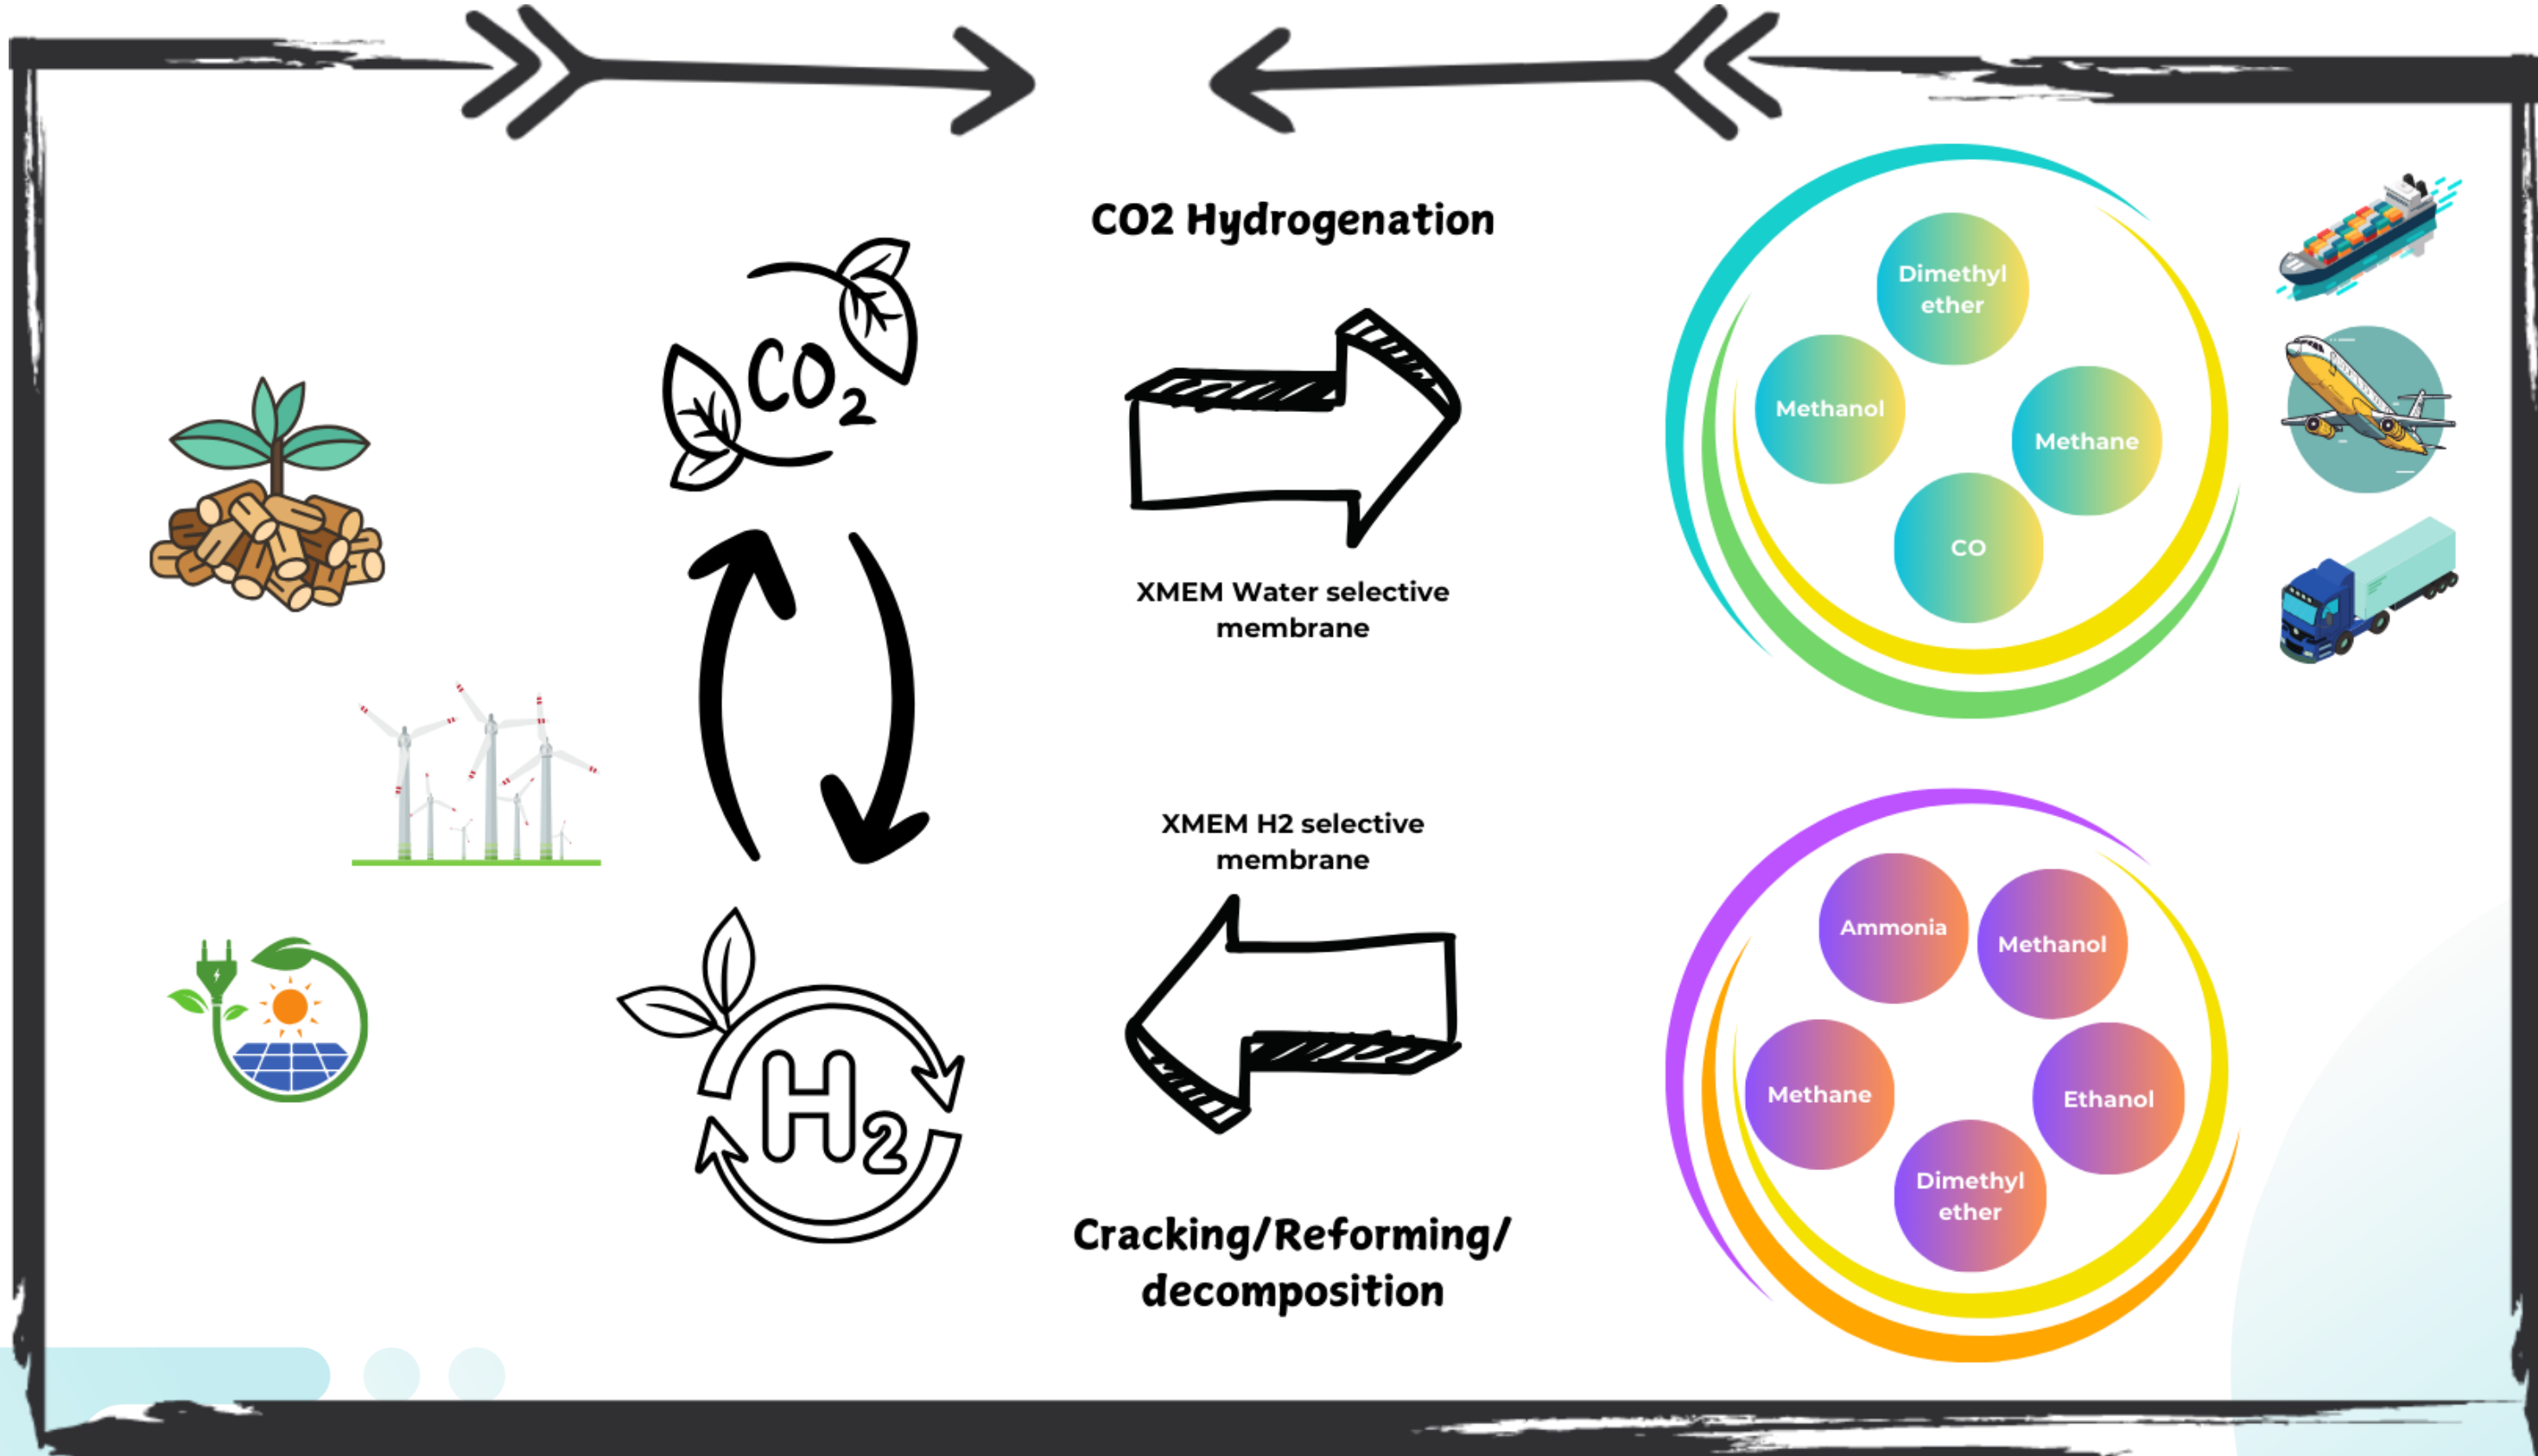 CO2 Hydrogenation
CO2
XMEM Water selective
membrane
Dimethyl
ether
Methanol
Methane
CO
XMEM H2 selective
membrane
H2
Cracking/Reforming/
decomposition
Ammonia
Methanol
Methane
Ethanol
Dimethyl
ether